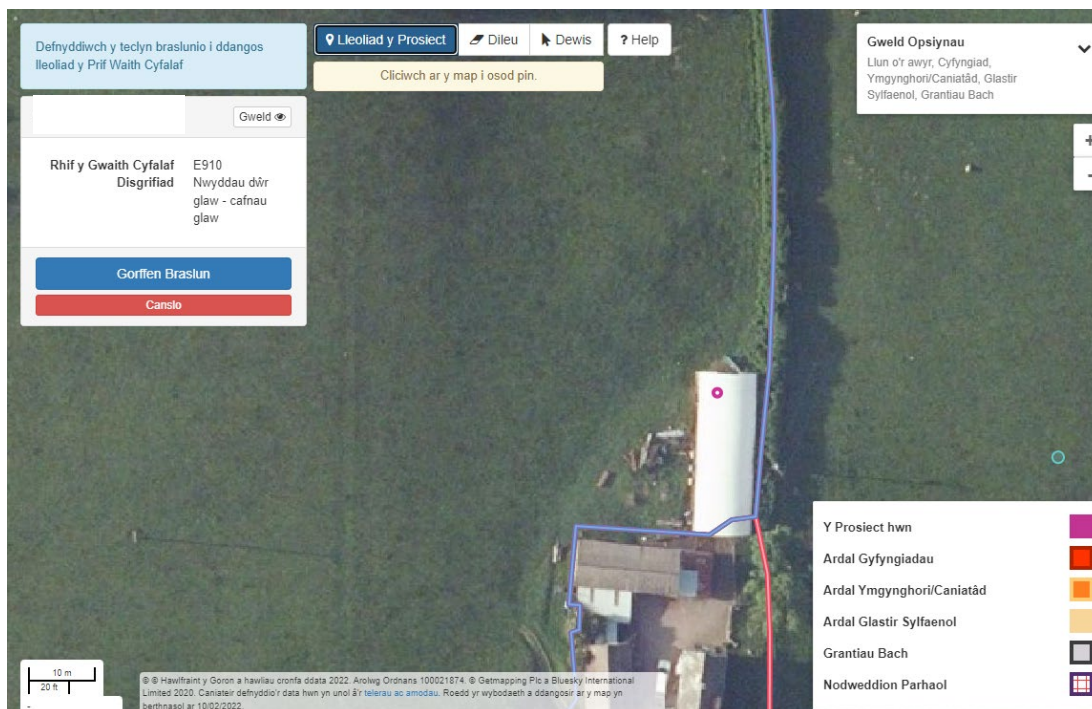 Defnyddiwch y teclyn braslunio i ddangos
lleoliad y Prif Waith Cyfalaf
Lleoliad y Prosiect
Dileu
Dewis
? Help
Cliciwch ar y map i osod pin.
Gweld
Rhif y Gwaith Cyfalaf E910
Disgrifiad Nwyddau dŵr
glaw - cafnau
glaw
Gorffen Braslun
Canslo
Gweld Opsiynau
Llun o'r awyr, Cyfyngiad,
Ymgynghori/Caniatâd, Glastir
Sylfaenol, Grantiau Bach
+
-
Y Prosiect hwn
Ardal Gyfyngiadau
Ardal Ymgynghori/Caniatâd
Ardal Glastir Sylfaenol
Grantiau Bach
Nodweddion Parhaol
10 m
20 ft
© © Hawlfraint y Goron a hawliau cronfa ddata 2022. Arolwg Ordnans 100021874. © Getmapping Plc a Bluesky International
Limited 2020. Caniateir defnyddio'r data hwn yn unol â'r telerau ac amodau. Roedd yr wybodaeth a ddangosir ar y map yn
berthnasol ar 10/02/2022.